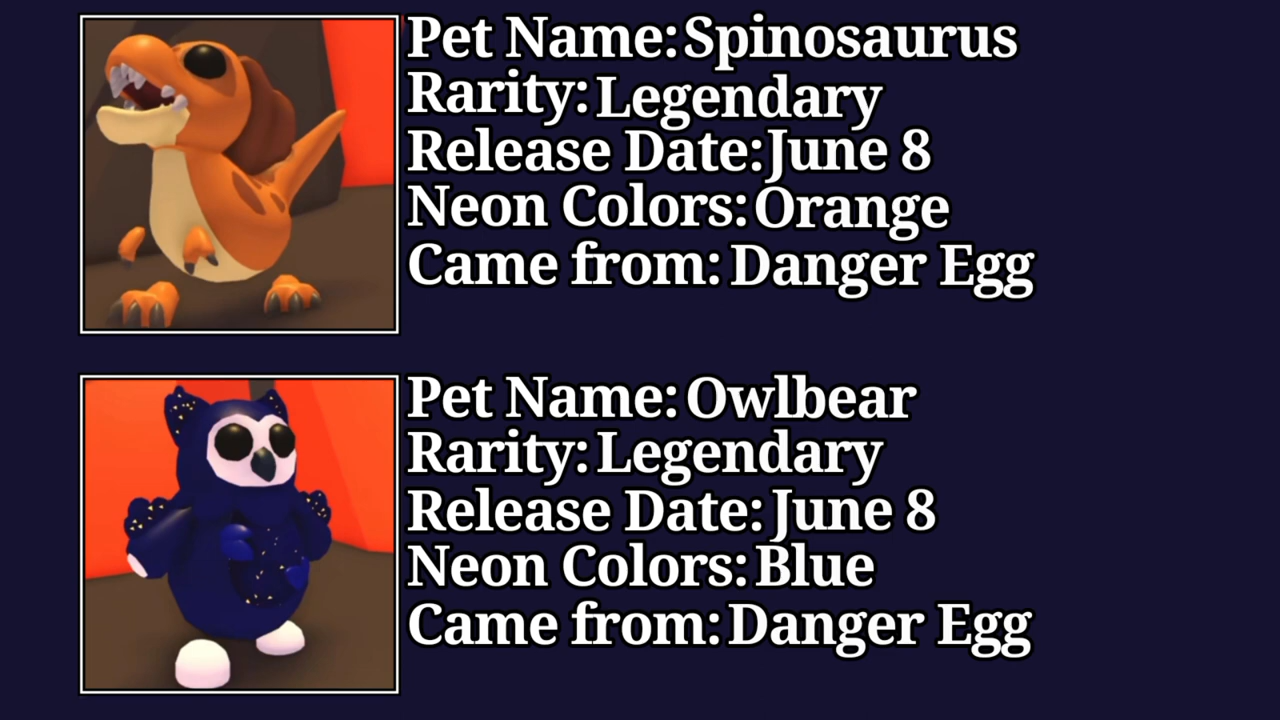 Pet Name: Spinosaurus
Rarity: Legendary
Release Date: June 8
Neon Colors: Orange
Came from: Danger Egg
Pet Name: Owlbear
Rarity: Legendary
Release Date: June 8
Neon Colors: Blue
Came from: Danger Egg